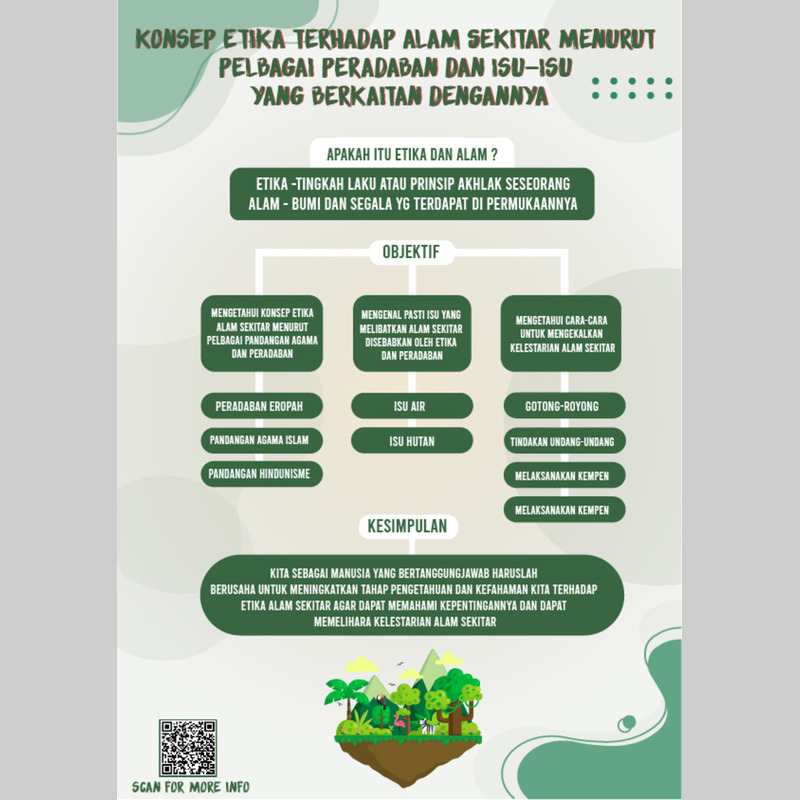 KONSEP ETIKA TERHADAP ALAM SEKITAR MENURUT
PELBAGAI PERADABAN DAN ISU-ISU
YANG BERKAITAN DENGANNYA
APAKAH ITU ETIKA DAN ALAM ?
ETIKA -TINGKAH LAKU ATAU PRINSIP AKHLAK SESEORANG
ALAM - BUMI DAN SEGALA YG TERDAPAT DI PERMUKAANNYA
OBJEKTIF
MENGETAHUI KONSEP ETIKA
ALAM SEKITAR MENURUT
PELBAGAI PANDANGAN AGAMA
DAN PERADABAN
PERADABAN EROPAH
PANDANGAN AGAMA ISLAM
PANDANGAN HINDUNISME
MENGENAL PASTI ISU YANG
MELIBATKAN ALAM SEKITAR
DISEBABKAN OLEH ETIKA
DAN PERADABAN
ISU AIR
ISU HUTAN
MENGETAHUI CARA-CARA
UNTUK MENGEKALKAN
KELESTARIAN ALAM SEKITAR
GOTONG-ROYONG
TINDAKAN UNDANG-UNDANG
MELAKSANAKAN KEMPEN
MELAKSANAKAN KEMPEN
KESIMPULAN
KITA SEBAGAI MANUSIA YANG BERTANGGUNGJAWAB HARUSLAH
BERUSAHA UNTUK MENINGKATKAN TAHAP PENGETAHUAN DAN KEFAHAMAN KITA TERHADAP
ETIKA ALAM SEKITAR AGAR DAPAT MEMAHAMI KEPENTINGANNYA DAN DAPAT
MEMELIHARA KELESTARIAN ALAM SEKITAR
SCAN FOR MORE INFO